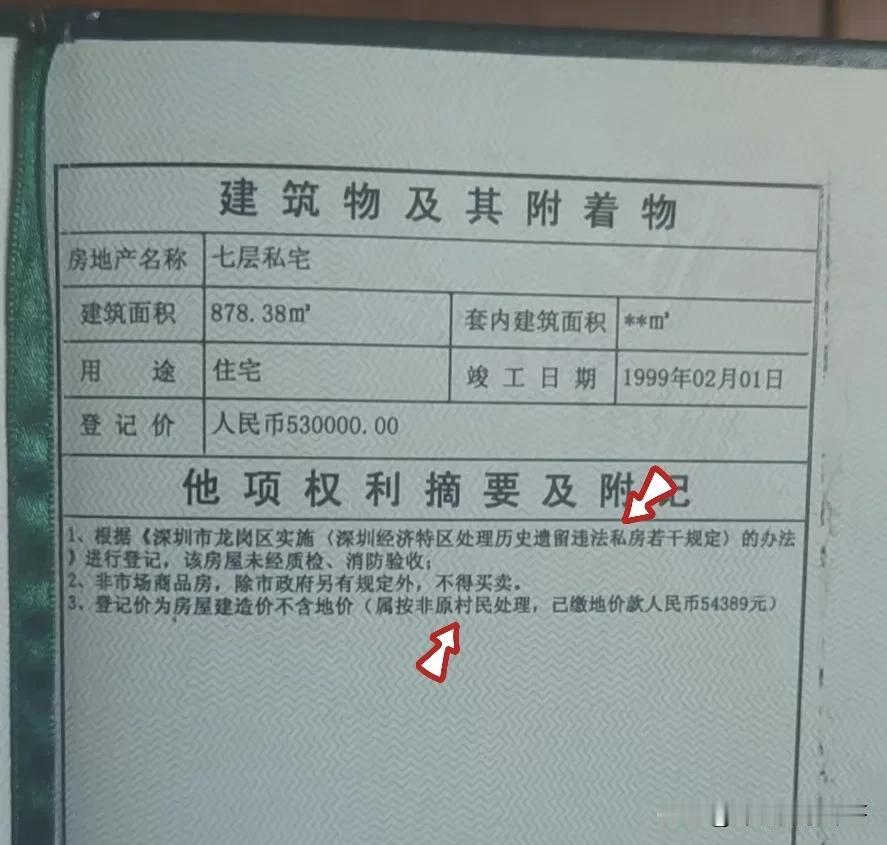 建筑物及其附着物
房地产名称 七层私宅
建筑面积 878.38㎡ 套内建筑面积 **㎡
用途 住宅 竣工日期 1999年02月01日
登记价 人民币530000.00
他项权利摘要及附记
1、根据《深圳市龙岗区实施（深圳经济特区处理历史遗留违法私房若干规定）的办法
》进行登记，该房屋未经质检、消防验收；
2、非市场商品房，除市政府另有规定外，不得买卖。
3、登记价为房屋建造价不含地价（属按非原村民处理，已缴地价款人民币54389元）